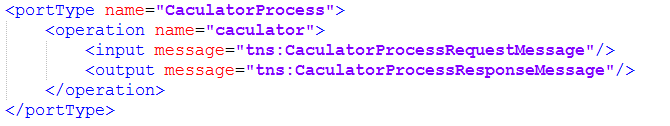 <portType name="CaculatorProcess">
<operation name="caculator">
<input message="tns:CaculatorProcessRequestMessage"/>
<output message="tns:CaculatorProcessResponseMessage"/>
</operation>
</portType>